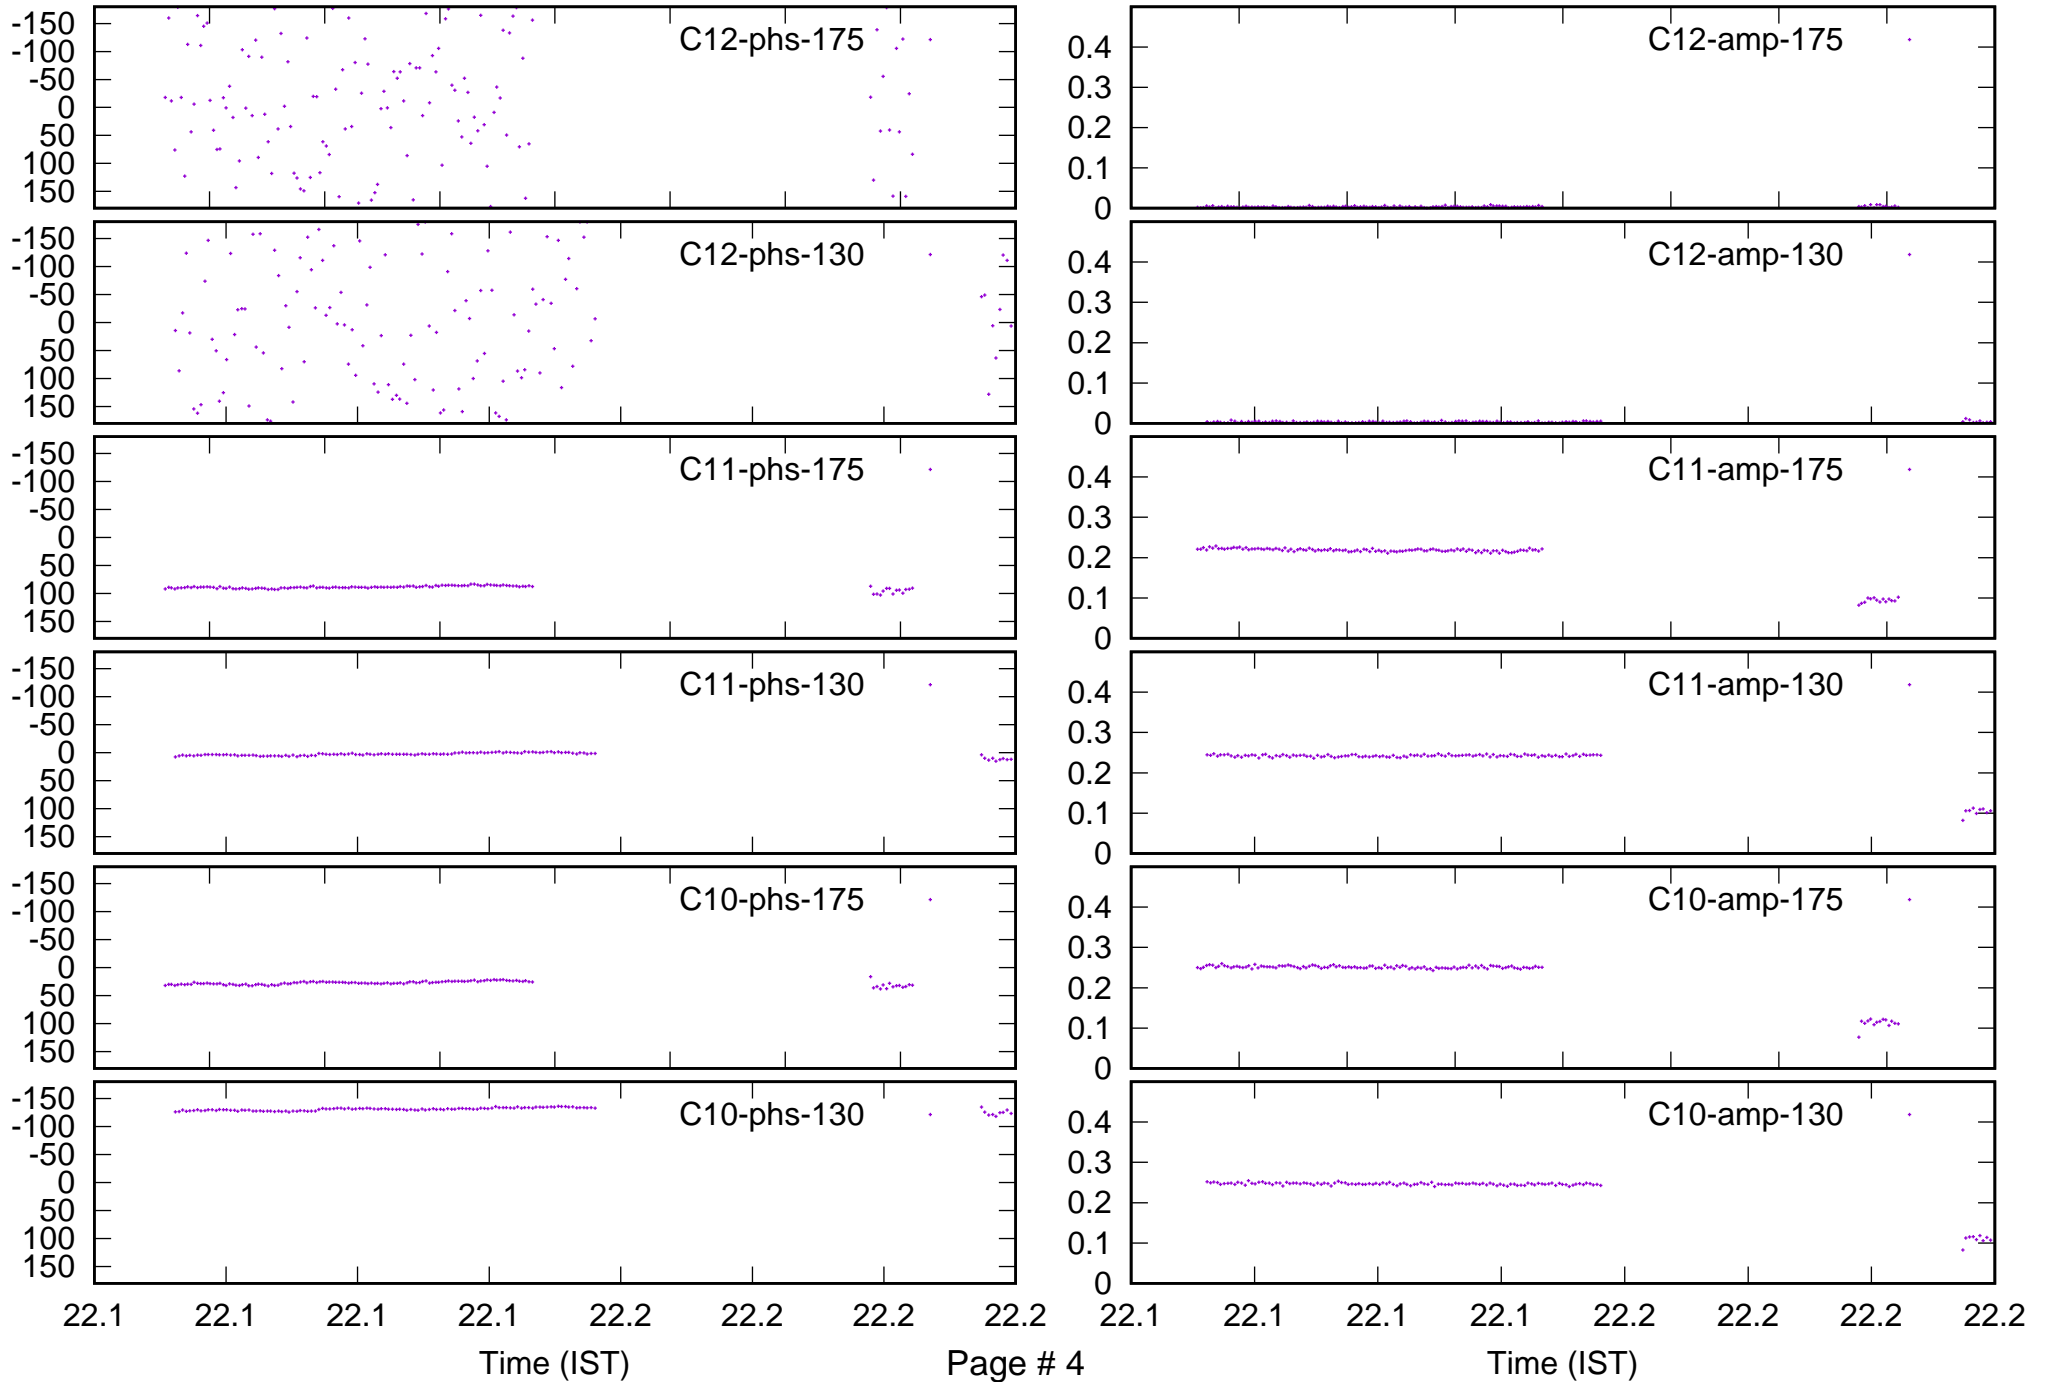 -150 -100 -50 0 50 100 150 C12-phs-175
0.4 0.3 0.2 0.1 0 C12-amp-175
-150 -100 -50 0 50 100 150 C12-phs-130
0.4 0.3 0.2 0.1 0 C12-amp-130
-150 -100 -50 0 50 100 150 C11-phs-175
0.4 0.3 0.2 0.1 0 C11-amp-175
-150 -100 -50 0 50 100 150 C11-phs-130
0.4 0.3 0.2 0.1 0 C11-amp-130
-150 -100 -50 0 50 100 150 C10-phs-175
0.4 0.3 0.2 0.1 0 C10-amp-175
-150 -100 -50 0 50 100 150 C10-phs-130
0.4 0.3 0.2 0.1 0 C10-amp-130
22.1 22.1 22.1 22.1 22.2 22.2 22.2 22.2
22.1 22.1 22.1 22.1 22.2 22.2 22.2 22.2
Time (IST) Page # 4 Time (IST)